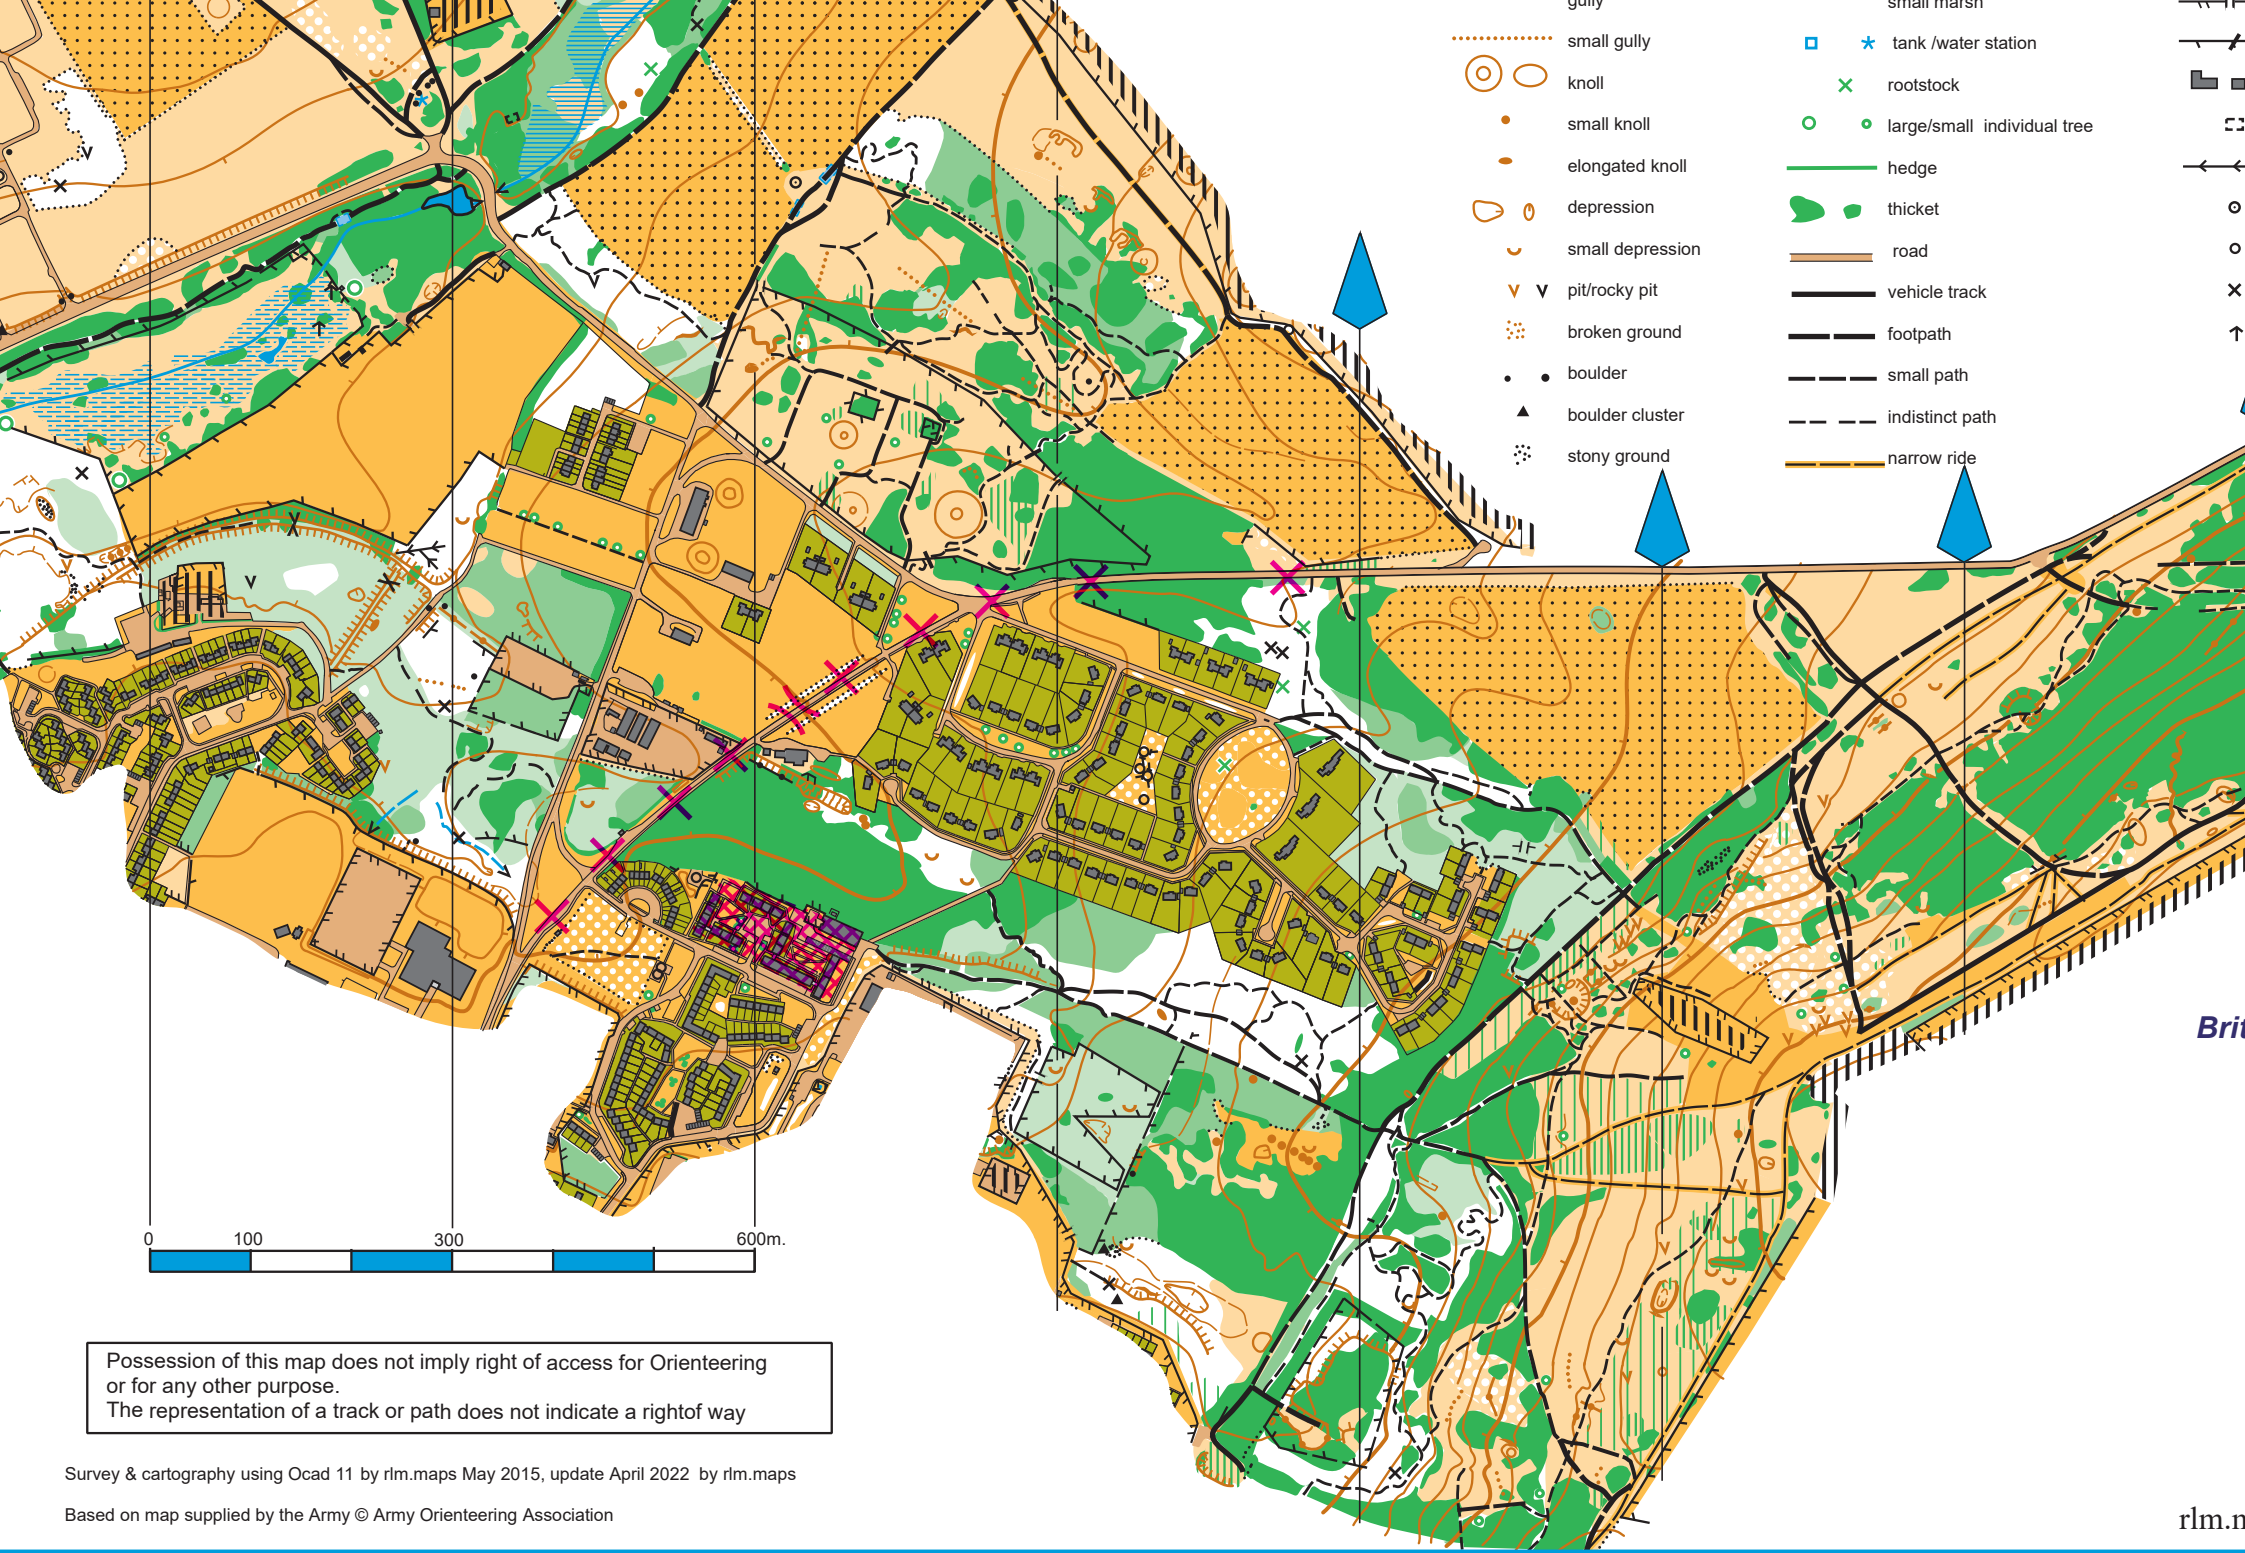 gully
small gully
knoll
small knoll
elongated knoll
depression
small depression
pit/rocky pit
broken ground
boulder
boulder cluster
stony ground
small marsh
tank /water station
rootstock
large/small individual tree
hedge
thicket
road
vehicle track
footpath
small path
indistinct path
narrow ride
Brit
0 100 300 600m.
Possession of this map does not imply right of access for Orienteering
or for any other purpose.
The representation of a track or path does not indicate a rightof way
Survey & cartography using Ocad 11 by rlm.maps May 2015, update April 2022 by rlm.maps
Based on map supplied by the Army © Army Orienteering Association